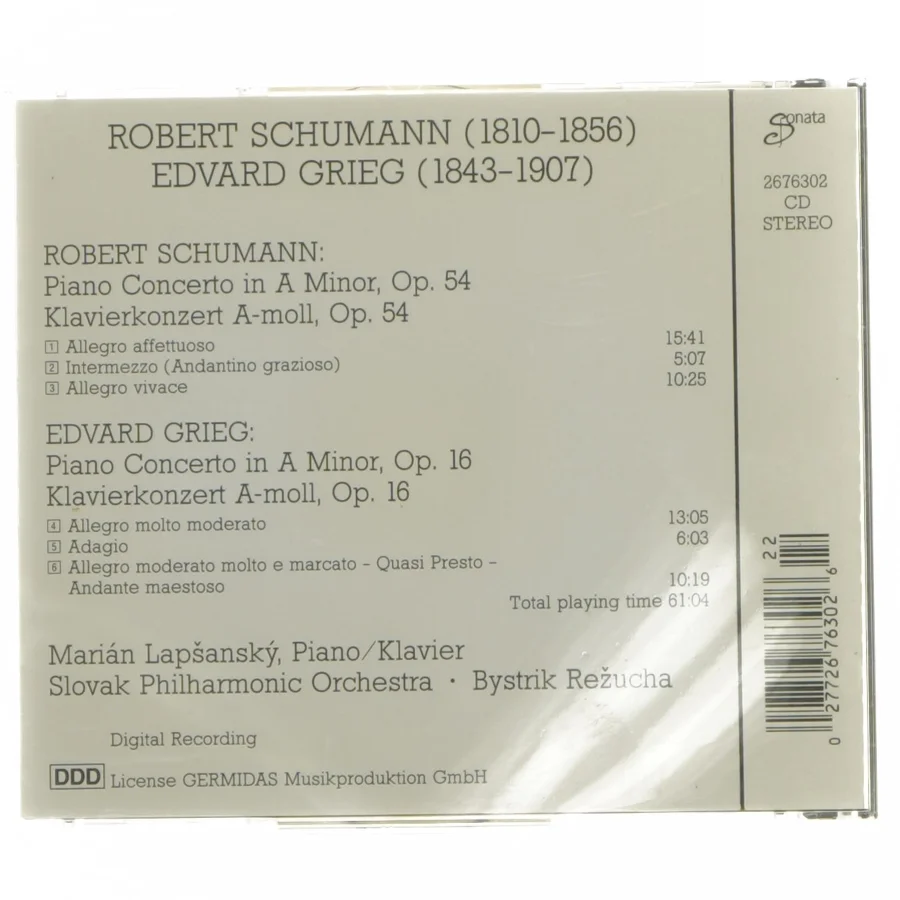 ROBERT SCHUMANN (1810-1856)
EDVARD GRIEG (1843-1907)
ROBERT SCHUMANN:
Piano Concerto in A Minor, Op. 54
Klavierkonzert A-moll, Op. 54
1 Allegro affettuoso 15:41
2 Intermezzo (Andantino grazioso) 5:07
3 Allegro vivace 10:25
EDVARD GRIEG:
Piano Concerto in A Minor, Op. 16
Klavierkonzert A-moll, Op. 16
4 Allegro molto moderato 13:05
5 Adagio 6:03
6 Allegro moderato molto e marcato - Quasi Presto -
Andante maestoso 10:19
Total playing time 61:04
Marián Lapšanský, Piano/Klavier
Slovak Philharmonic Orchestra · Bystrik Režucha
Digital Recording
DDD License GERMIDAS Musikproduktion GmbH
Sonata
2676302
CD
STEREO
22
0 27726 76302 6